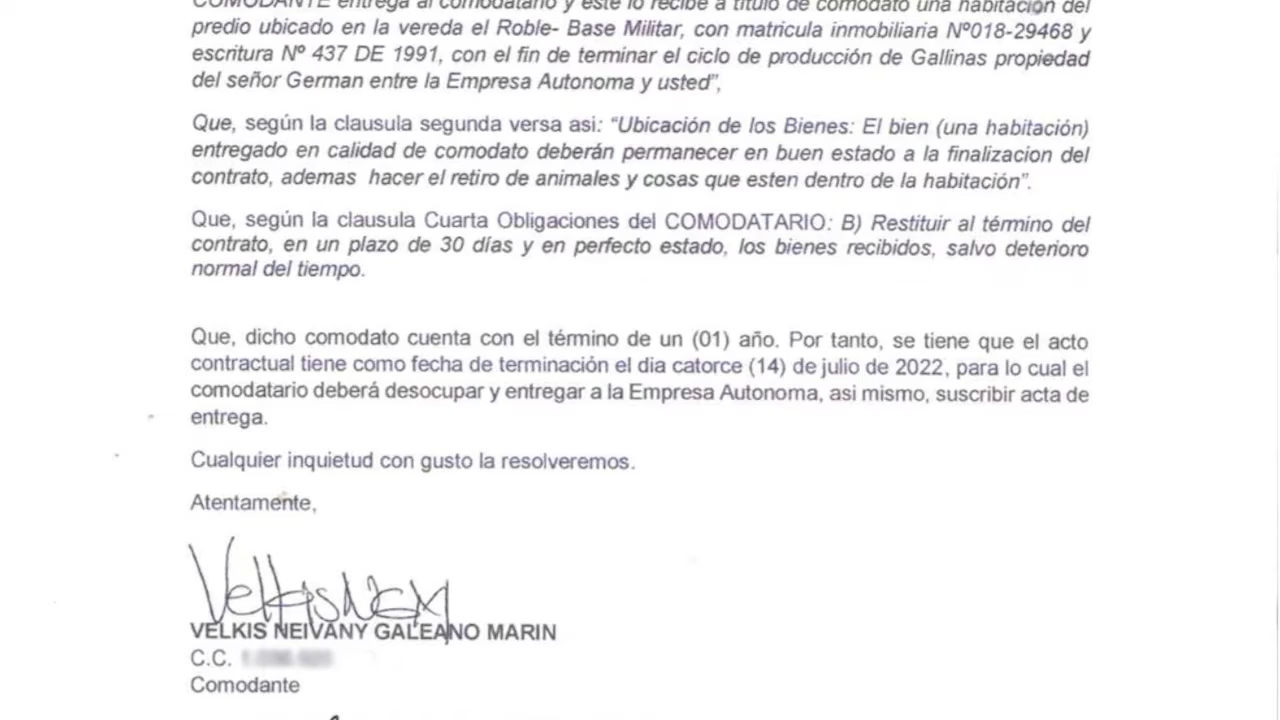 COMODANTE entrega al comodatario y este lo recibe a titulo de comodato una habitación del
predio ubicado en la vereda el Roble- Base Militar, con matricula inmobiliaria Nº018-29468 y
escritura Nº 437 DE 1991, con el fin de terminar el ciclo de producción de Gallinas propiedad
del señor German entre la Empresa Autonoma y usted”,
Que, según la clausula segunda versa asi: “Ubicación de los Bienes: El bien (una habitación)
entregado en calidad de comodato deberán permanecer en buen estado a la finalizacion del
contrato, ademas hacer el retiro de animales y cosas que esten dentro de la habitación”.
Que, según la clausula Cuarta Obligaciones del COMODATARIO: B) Restituir al término del
contrato, en un plazo de 30 días y en perfecto estado, los bienes recibidos, salvo deterioro
normal del tiempo.
Que, dicho comodato cuenta con el término de un (01) año. Por tanto, se tiene que el acto
contractual tiene como fecha de terminación el dia catorce (14) de julio de 2022, para lo cual el
comodatario deberá desocupar y entregar a la Empresa Autonoma, asi mismo, suscribir acta de
entrega.
Cualquier inquietud con gusto la resolveremos.
Atentamente,
VELKIS NEIVANY GALEANO MARIN
C.C.
Comodante